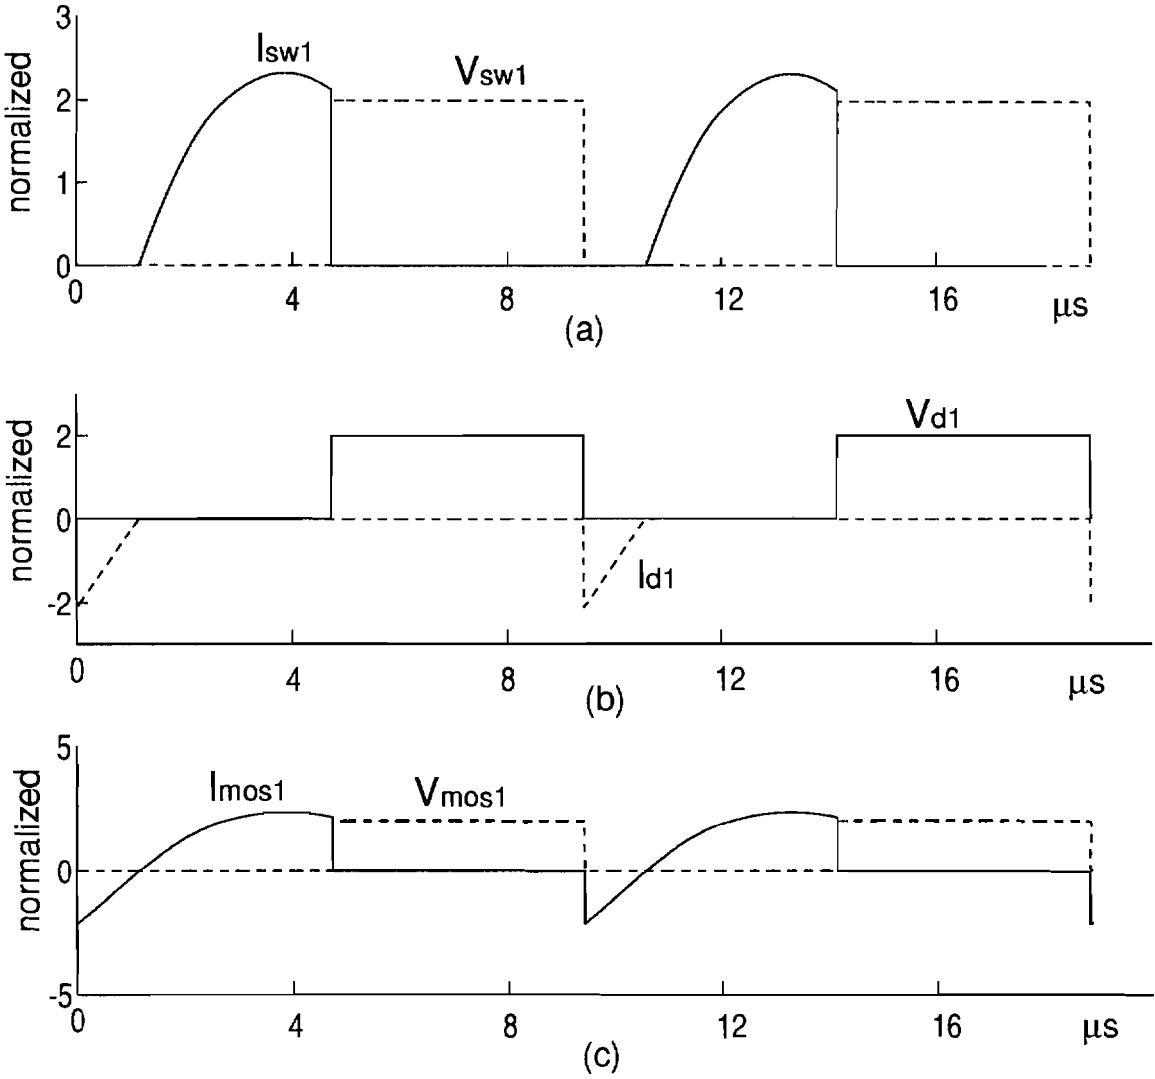 3
2
1
0
normalized
Isw1
Vsw1
0 4 8 12 16 µs
(a)
2
0
-2
normalized
Vd1
Id1
0 4 8 12 16 µs
(b)
5
0
-5
normalized
Imos1
Vmos1
0 4 8 12 16 µs
(c)